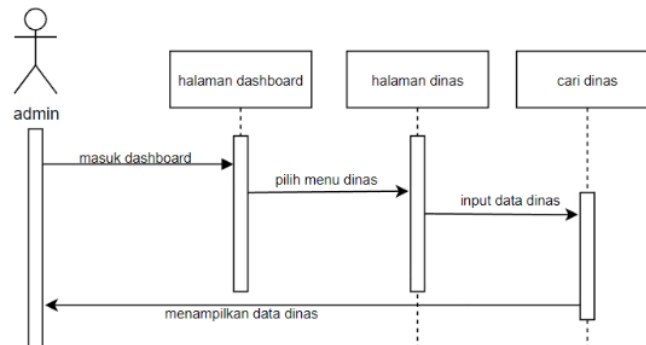 halaman dashboard
halaman dinas
cari dinas
admin
masuk dashboard
pilih menu dinas
input data dinas
menampilkan data dinas